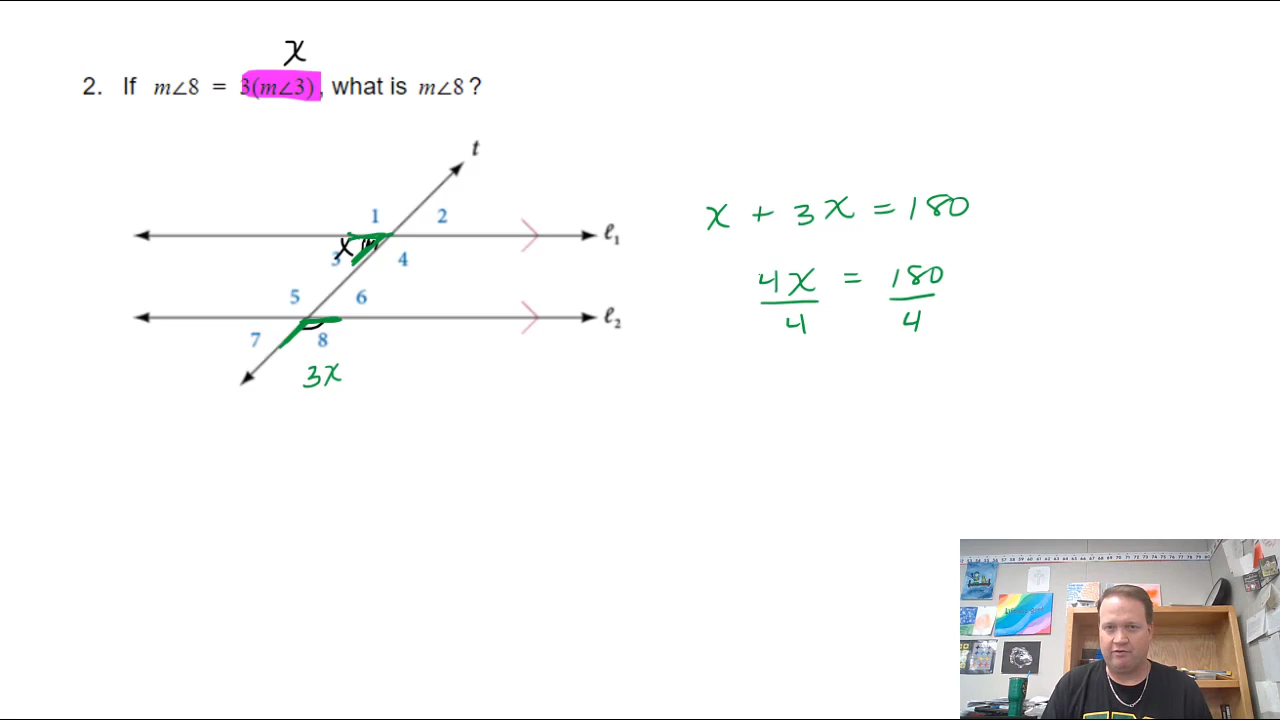 x
2. If m∠8 = 3(m∠3), what is m∠8?
t
1 2
ℓ₁
x
3 4
5 6
ℓ₂
7 8
3x
x + 3x = 180
4x = 180
4 4